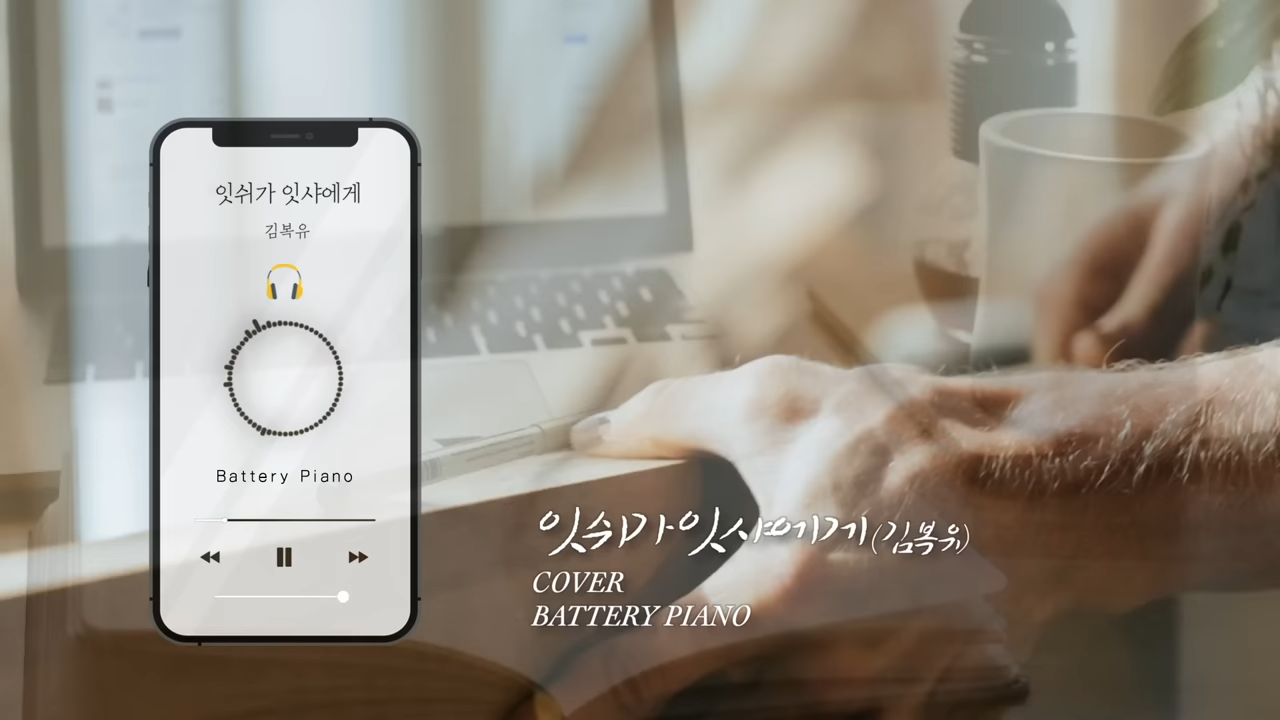 잇쉬가 잇샤에게
김복유
Battery Piano
잇쉬가 잇샤에게(김복유)
COVER
BATTERY PIANO